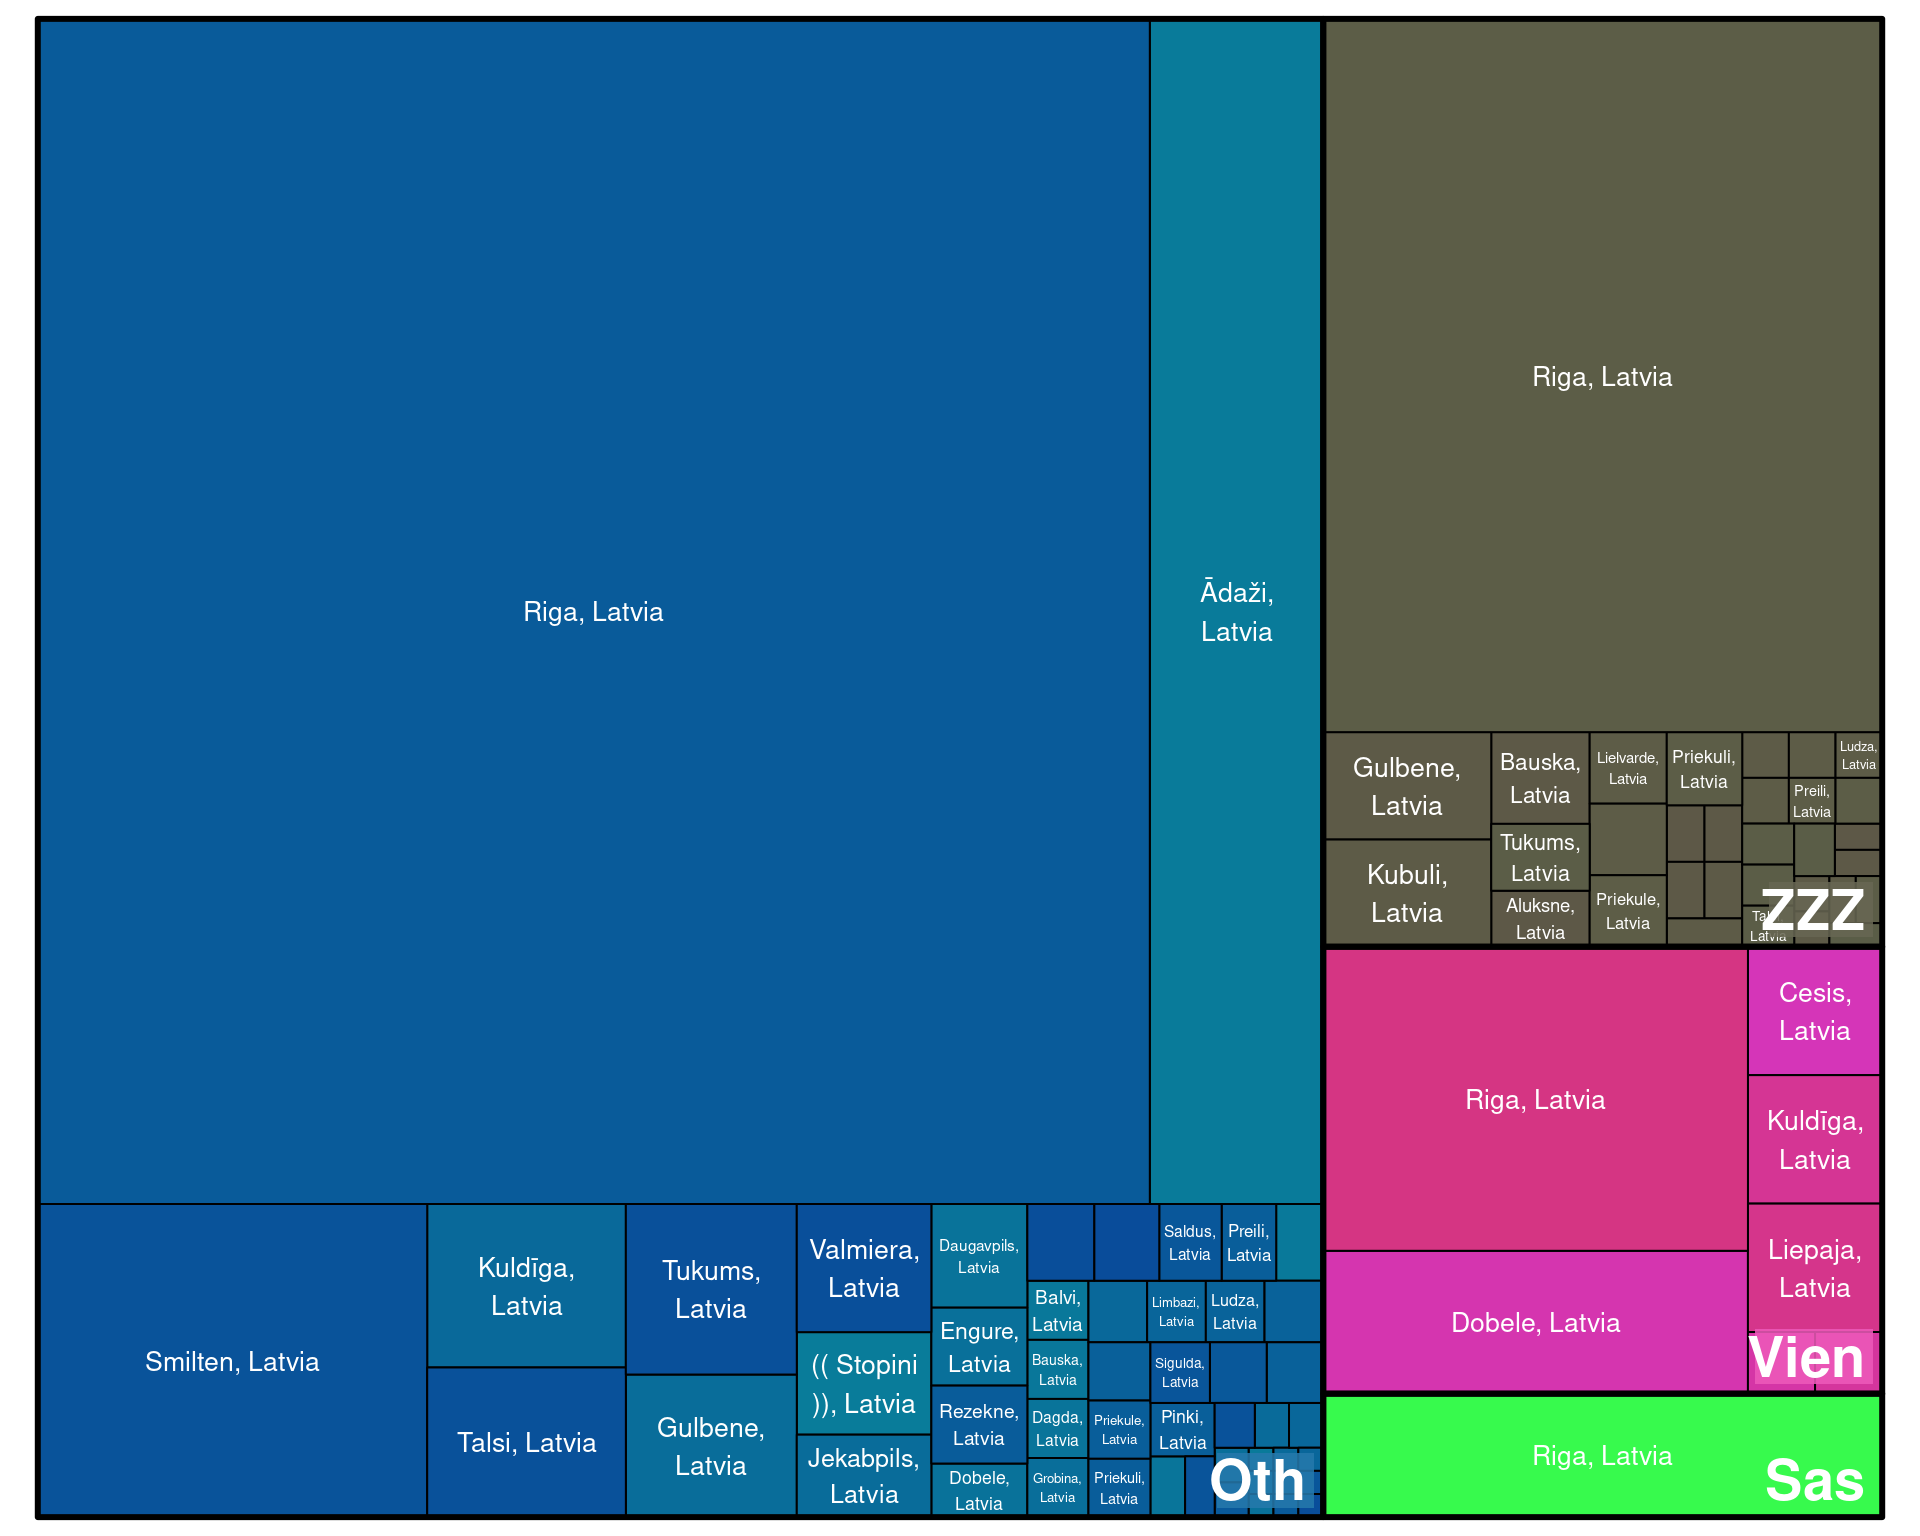 Riga, Latvia
Ādaži,
Latvia
Smilten, Latvia
Kuldīga,
Latvia
Talsi, Latvia
Tukums,
Latvia
Gulbene,
Latvia
Valmiera,
Latvia
(( Stopini
)), Latvia
Jekabpils,
Latvia
Daugavpils,
Latvia
Engure,
Latvia
Rezekne,
Latvia
Dobele,
Latvia
Saldus,
Latvia
Preili,
Latvia
Balvi,
Latvia
Limbazi,
Latvia
Ludza,
Latvia
Bauska,
Latvia
Sigulda,
Latvia
Dagda,
Latvia
Priekule,
Latvia
Pinki,
Latvia
Grobina,
Latvia
Priekuli,
Latvia
Oth
Riga, Latvia
Gulbene,
Latvia
Kubuli,
Latvia
Bauska,
Latvia
Tukums,
Latvia
Aluksne,
Latvia
Lielvarde,
Latvia
Priekule,
Latvia
Priekuli,
Latvia
Ludza,
Latvia
Preili,
Latvia
Latvia
ZZZ
Riga, Latvia
Dobele, Latvia
Cesis,
Latvia
Kuldīga,
Latvia
Liepaja,
Latvia
Vien
Riga, Latvia
Sas